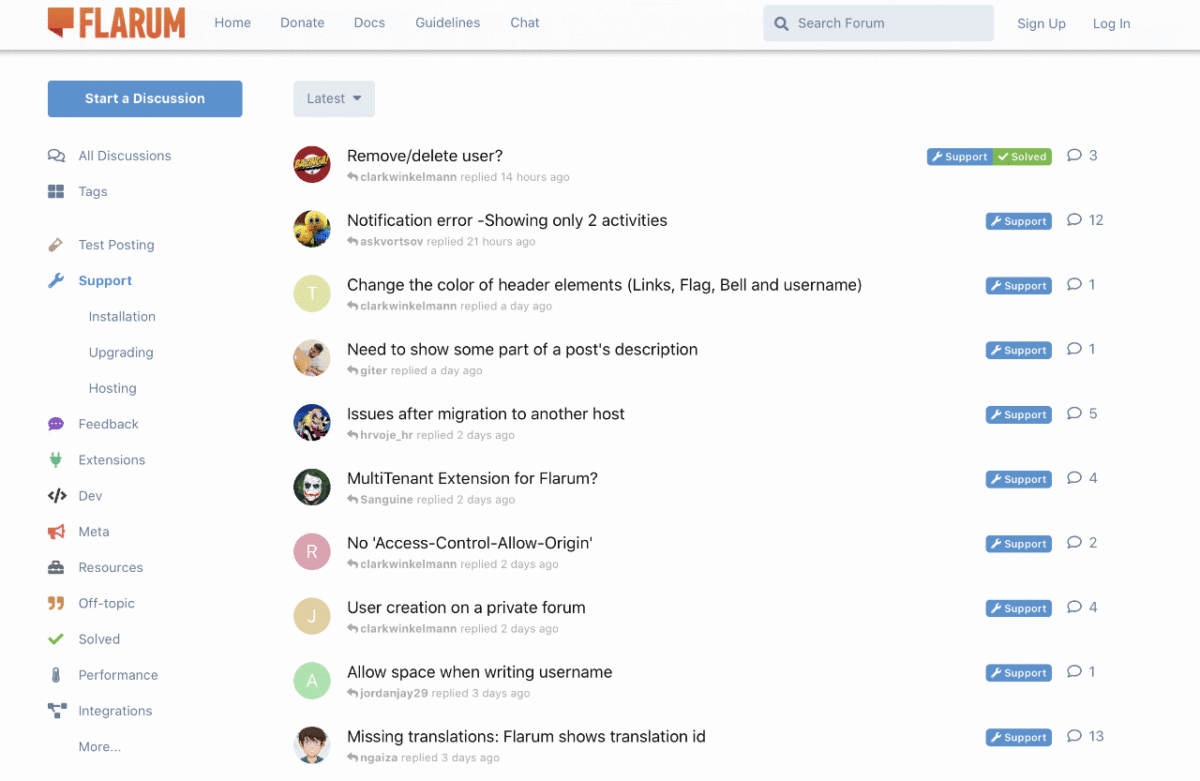 FLARUM
Home Donate Docs Guidelines Chat
Search Forum
Sign Up Log In
Start a Discussion
All Discussions
Tags
Test Posting
Support
Installation
Upgrading
Hosting
Feedback
Extensions
Dev
Meta
Resources
Off-topic
Solved
Performance
Integrations
More...
Latest
BAZINGA!
Remove/delete user?
Support Solved 3
clarkwinkelmann replied 14 hours ago
Notification error -Showing only 2 activities
Support 12
askvortsov replied 21 hours ago
T
Change the color of header elements (Links, Flag, Bell and username)
Support 1
clarkwinkelmann replied a day ago
Need to show some part of a post's description
Support 1
giter replied a day ago
Issues after migration to another host
Support 5
hrvoje_hr replied 2 days ago
MultiTenant Extension for Flarum?
Support 4
Sanguine replied 2 days ago
R
No 'Access-Control-Allow-Origin'
Support 2
clarkwinkelmann replied 2 days ago
J
User creation on a private forum
Support 4
clarkwinkelmann replied 2 days ago
A
Allow space when writing username
Support 1
jordanjay29 replied 3 days ago
Missing translations: Flarum shows translation id
Support 13
ngaiza replied 3 days ago